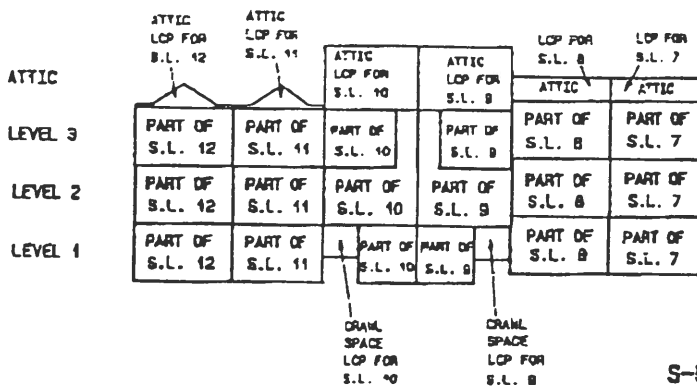 ATTIC
LCP FOR
S.L. 12
ATTIC
LCP FOR
S.L. 11
ATTIC
LCP FOR
S.L. 10
ATTIC
LCP FOR
S.L. 9
LCP FOR
S.L. 8
LCP FOR
S.L. 7
ATTIC
ATTIC
ATTIC
LEVEL 3
PART OF
S.L. 12
PART OF
S.L. 11
PART OF
S.L. 10
PART OF
S.L. 9
PART OF
S.L. 8
PART OF
S.L. 7
LEVEL 2
PART OF
S.L. 12
PART OF
S.L. 11
PART OF
S.L. 10
PART OF
S.L. 9
PART OF
S.L. 8
PART OF
S.L. 7
LEVEL 1
PART OF
S.L. 12
PART OF
S.L. 11
PART OF
S.L. 10
PART OF
S.L. 9
PART OF
S.L. 8
PART OF
S.L. 7
CRAWL
SPACE
LCP FOR
S.L. 10
CRAWL
SPACE
LCP FOR
S.L. 9